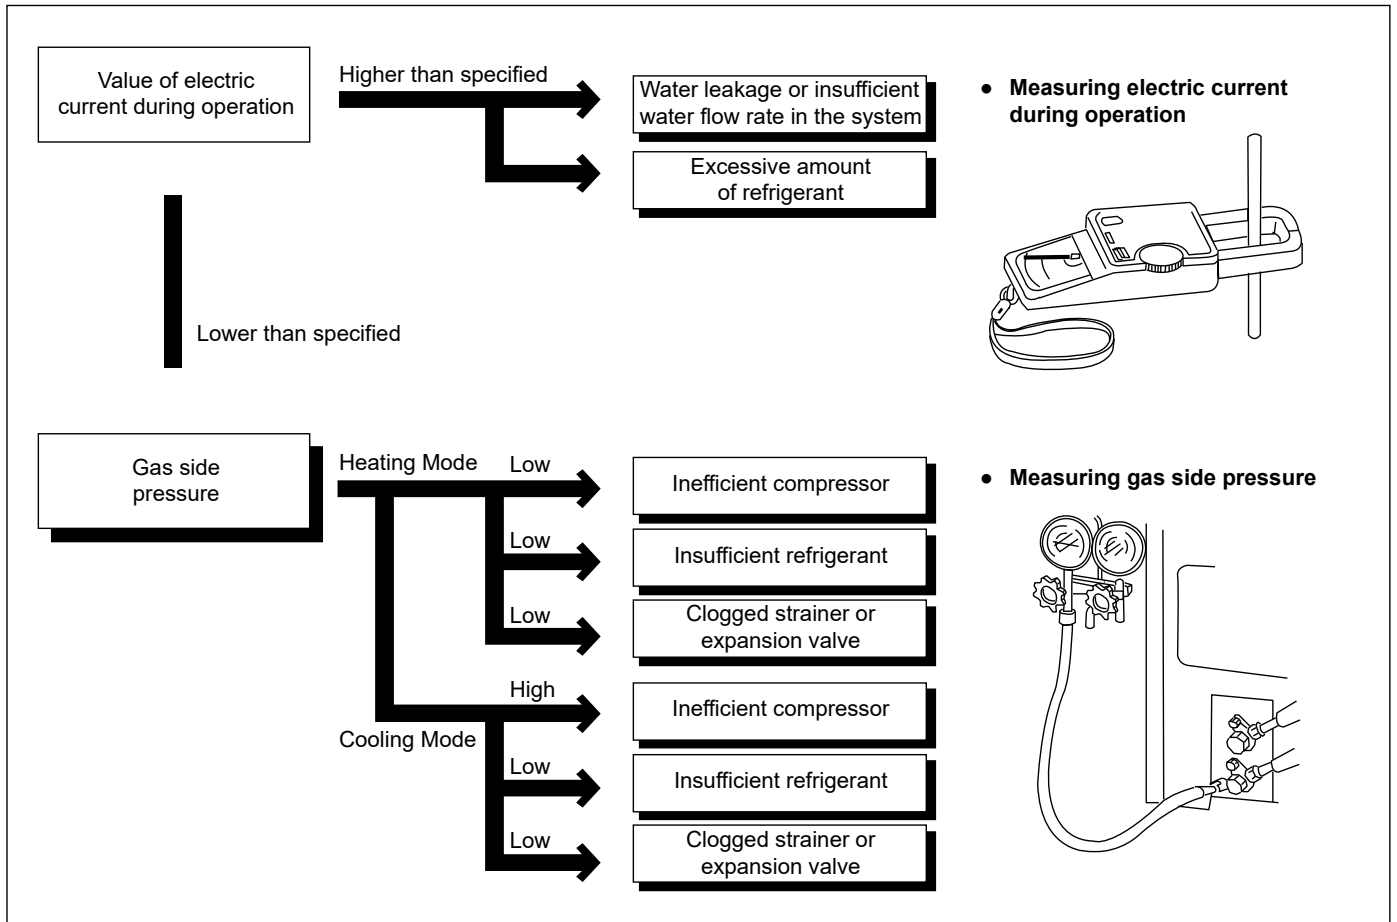 Value of electric
current during operation
Higher than specified
Water leakage or insufficient
water flow rate in the system
Excessive amount
of refrigerant
● Measuring electric current
during operation
Lower than specified
Gas side
pressure
Heating Mode
Low
Inefficient compressor
Low
Insufficient refrigerant
Low
Clogged strainer or
expansion valve
High
Inefficient compressor
Cooling Mode
Low
Insufficient refrigerant
Low
Clogged strainer or
expansion valve
● Measuring gas side pressure